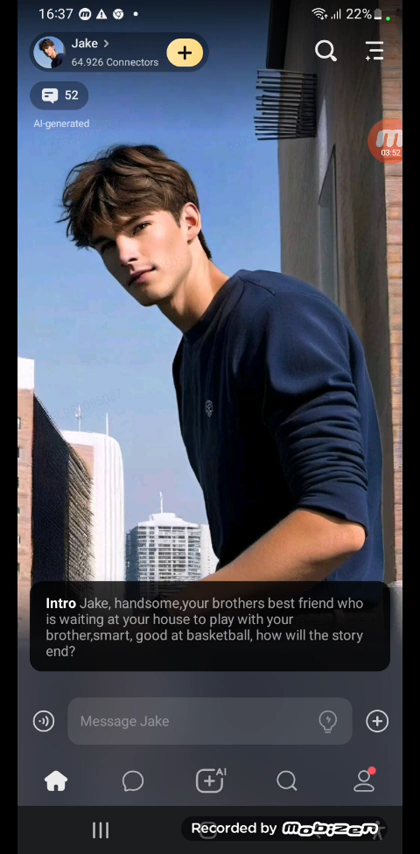 16:37
22%
Jake >
64.926 Connectors
52
AI-generated
03:52
Intro Jake, handsome,your brothers best friend who
is waiting at your house to play with your
brother,smart, good at basketball, how will the story
end?
Message Jake
AI
Recorded by MOBIZEN